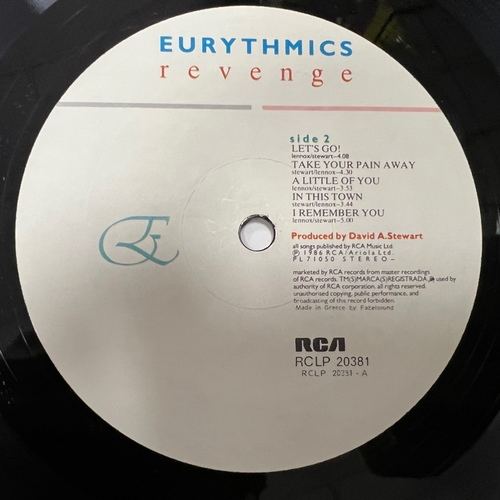 EURYTHMICS
revenge
side 2
LET'S GO!
lennox/stewart-4.08
TAKE YOUR PAIN AWAY
stewart/lennox-4.30
A LITTLE OF YOU
lennox/stewart-3.53
IN THIS TOWN
stewart/lennox-3.44
I REMEMBER YOU
lennox/stewart-5.00
Produced by David A.Stewart
all songs published by RCA Music Ltd.
Ⓟ 1986 RCA/Ariola Ltd.
PL71050 STEREO-
marketed by RCA records from master recordings
of RCA records. TM(S)MARCA(S)REGISTRADA, used by
authority of RCA corporation. all rights reserved.
unauthorised copying, public performance, and
broadcasting of this record forbidden.
Made in Greece by Fazelsound
RCA
RCLP 20381
RCLP 20381-A